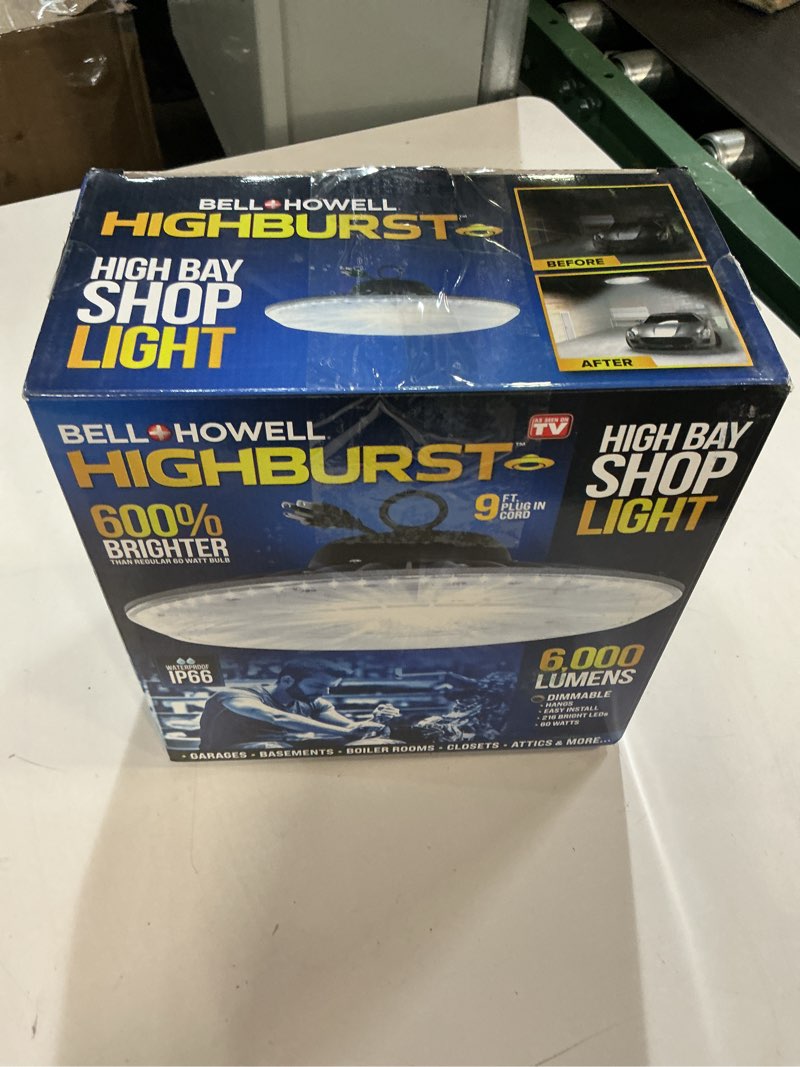 BELL+HOWELL
HIGHBURST™
HIGH BAY
SHOP
LIGHT
BEFORE
AFTER
BELL+HOWELL
HIGHBURST™
AS SEEN ON
TV
HIGH BAY
SHOP
LIGHT
600%
BRIGHTER
THAN REGULAR 60 WATT BULB
9 FT.
PLUG IN
CORD
WATERPROOF
IP66
6,000
LUMENS
DIMMABLE
• HANGS
• EASY INSTALL
• 216 BRIGHT LEDs
• 60 WATTS
• GARAGES • BASEMENTS • BOILER ROOMS • CLOSETS • ATTICS & MORE...